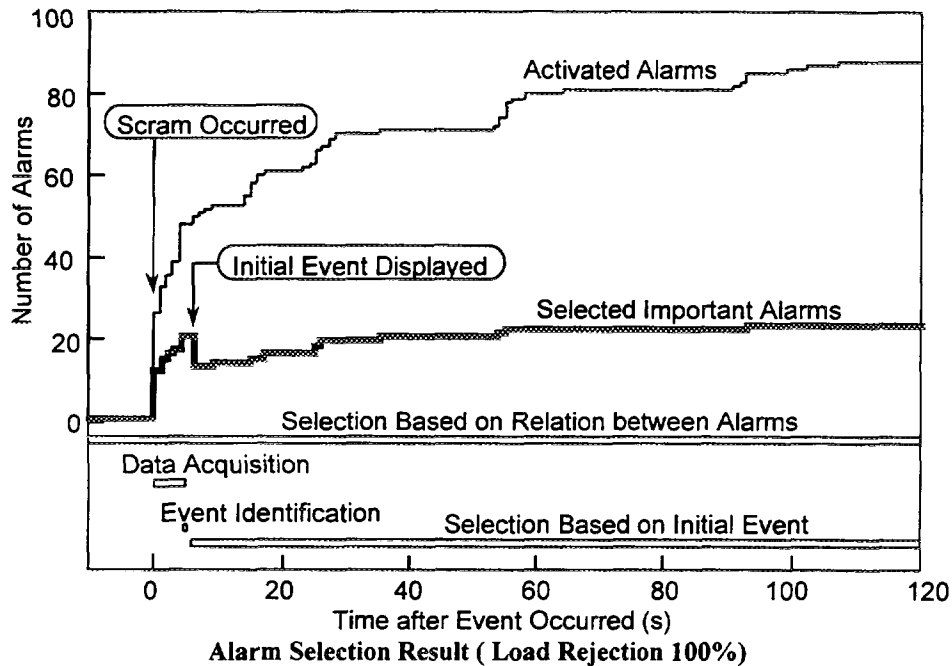 100
80
60
40
20
0
Number of Alarms
Activated Alarms
Scram Occurred
Initial Event Displayed
Selected Important Alarms
Selection Based on Relation between Alarms
Data Acquisition
Event Identification
Selection Based on Initial Event
0 20 40 60 80 100 120
Time after Event Occurred (s)
Alarm Selection Result ( Load Rejection 100%)